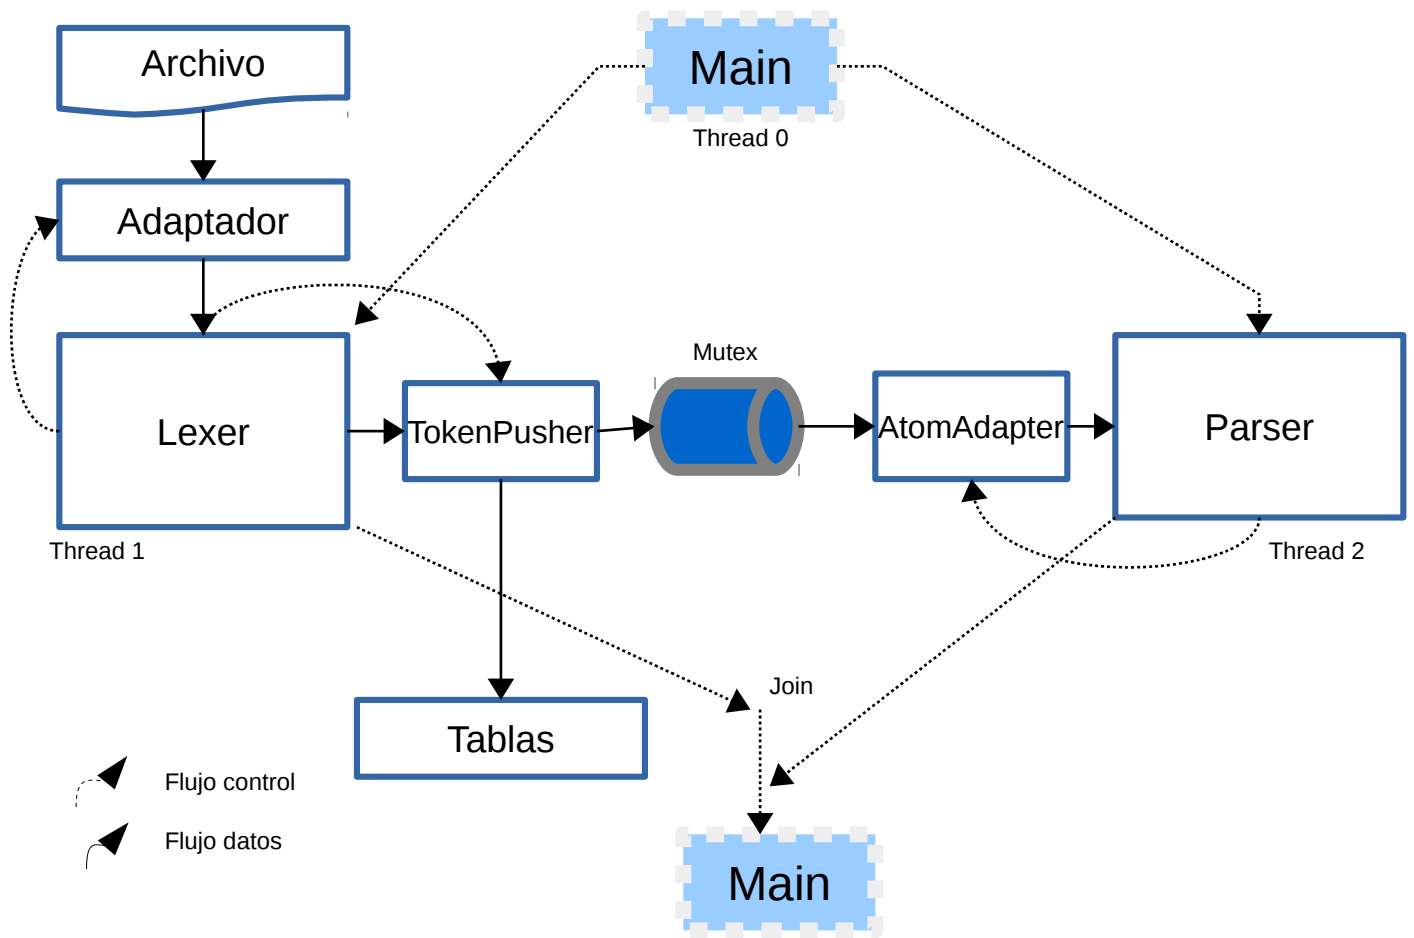 Archivo
Main
Thread 0
Adaptador
Mutex
Lexer
TokenPusher
AtomAdapter
Parser
Thread 1
Thread 2
Join
Tablas
Flujo control
Flujo datos
Main